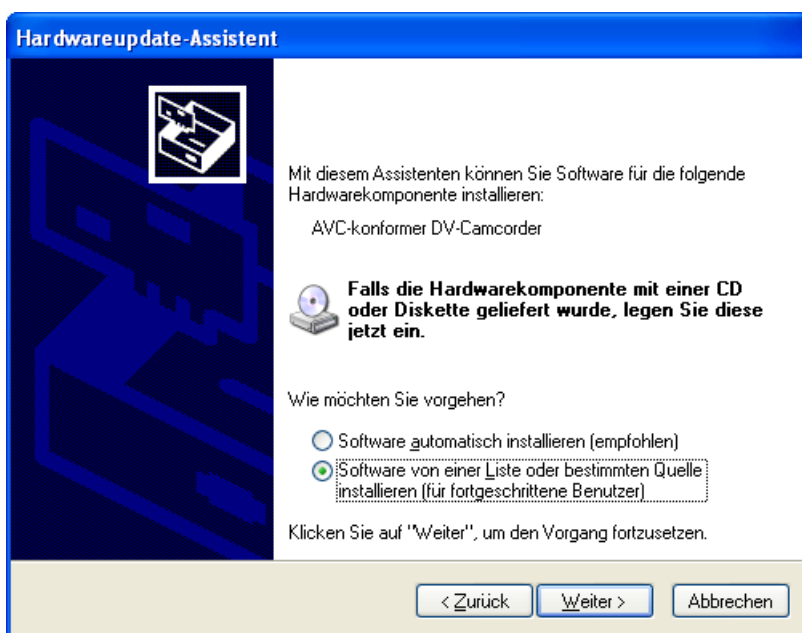 Hardwareupdate-Assistent
Mit diesem Assistenten können Sie Software für die folgende
Hardwarekomponente installieren:
AVC-konformer DV-Camcorder
Falls die Hardwarekomponente mit einer CD
oder Diskette geliefert wurde, legen Sie diese
jetzt ein.
Wie möchten Sie vorgehen?
Software automatisch installieren (empfohlen)
Software von einer Liste oder bestimmten Quelle
installieren (für fortgeschrittene Benutzer)
Klicken Sie auf "Weiter", um den Vorgang fortzusetzen.
< Zurück Weiter > Abbrechen